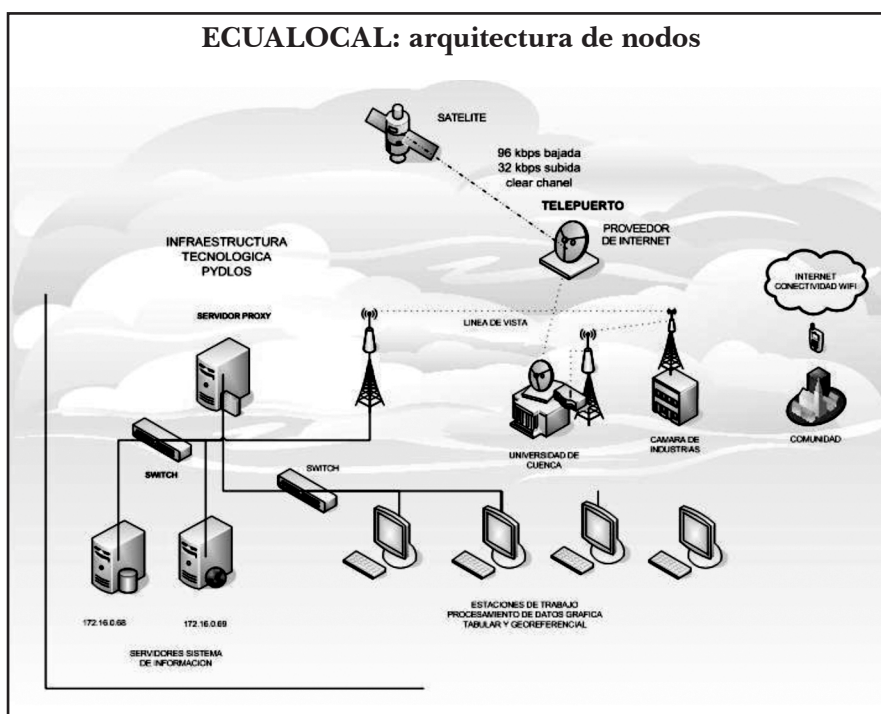 ECUALOCAL: arquitectura de nodos
SATELITE
96 kbps bajada
32 kbps subida
clear chanel
TELEPUERTO
PROVEEDOR
DE INTERNET
INFRAESTRUCTURA
TECNOLOGICA
PYDLOS
INTERNET
CONECTIVIDAD WIFI
SERVIDOR PROXY
LINEA DE VISTA
UNIVERSIDAD DE
CUENCA
CAMARA DE
INDUSTRIAS
COMUNIDAD
SWITCH
SWITCH
172.16.0.68
172.16.0.69
SERVIDORES SISTEMA
DE INFORMACION
ESTACIONES DE TRABAJO
PROCESAMIENTO DE DATOS GRAFICA
TABULAR Y GEOREFERENCIAL